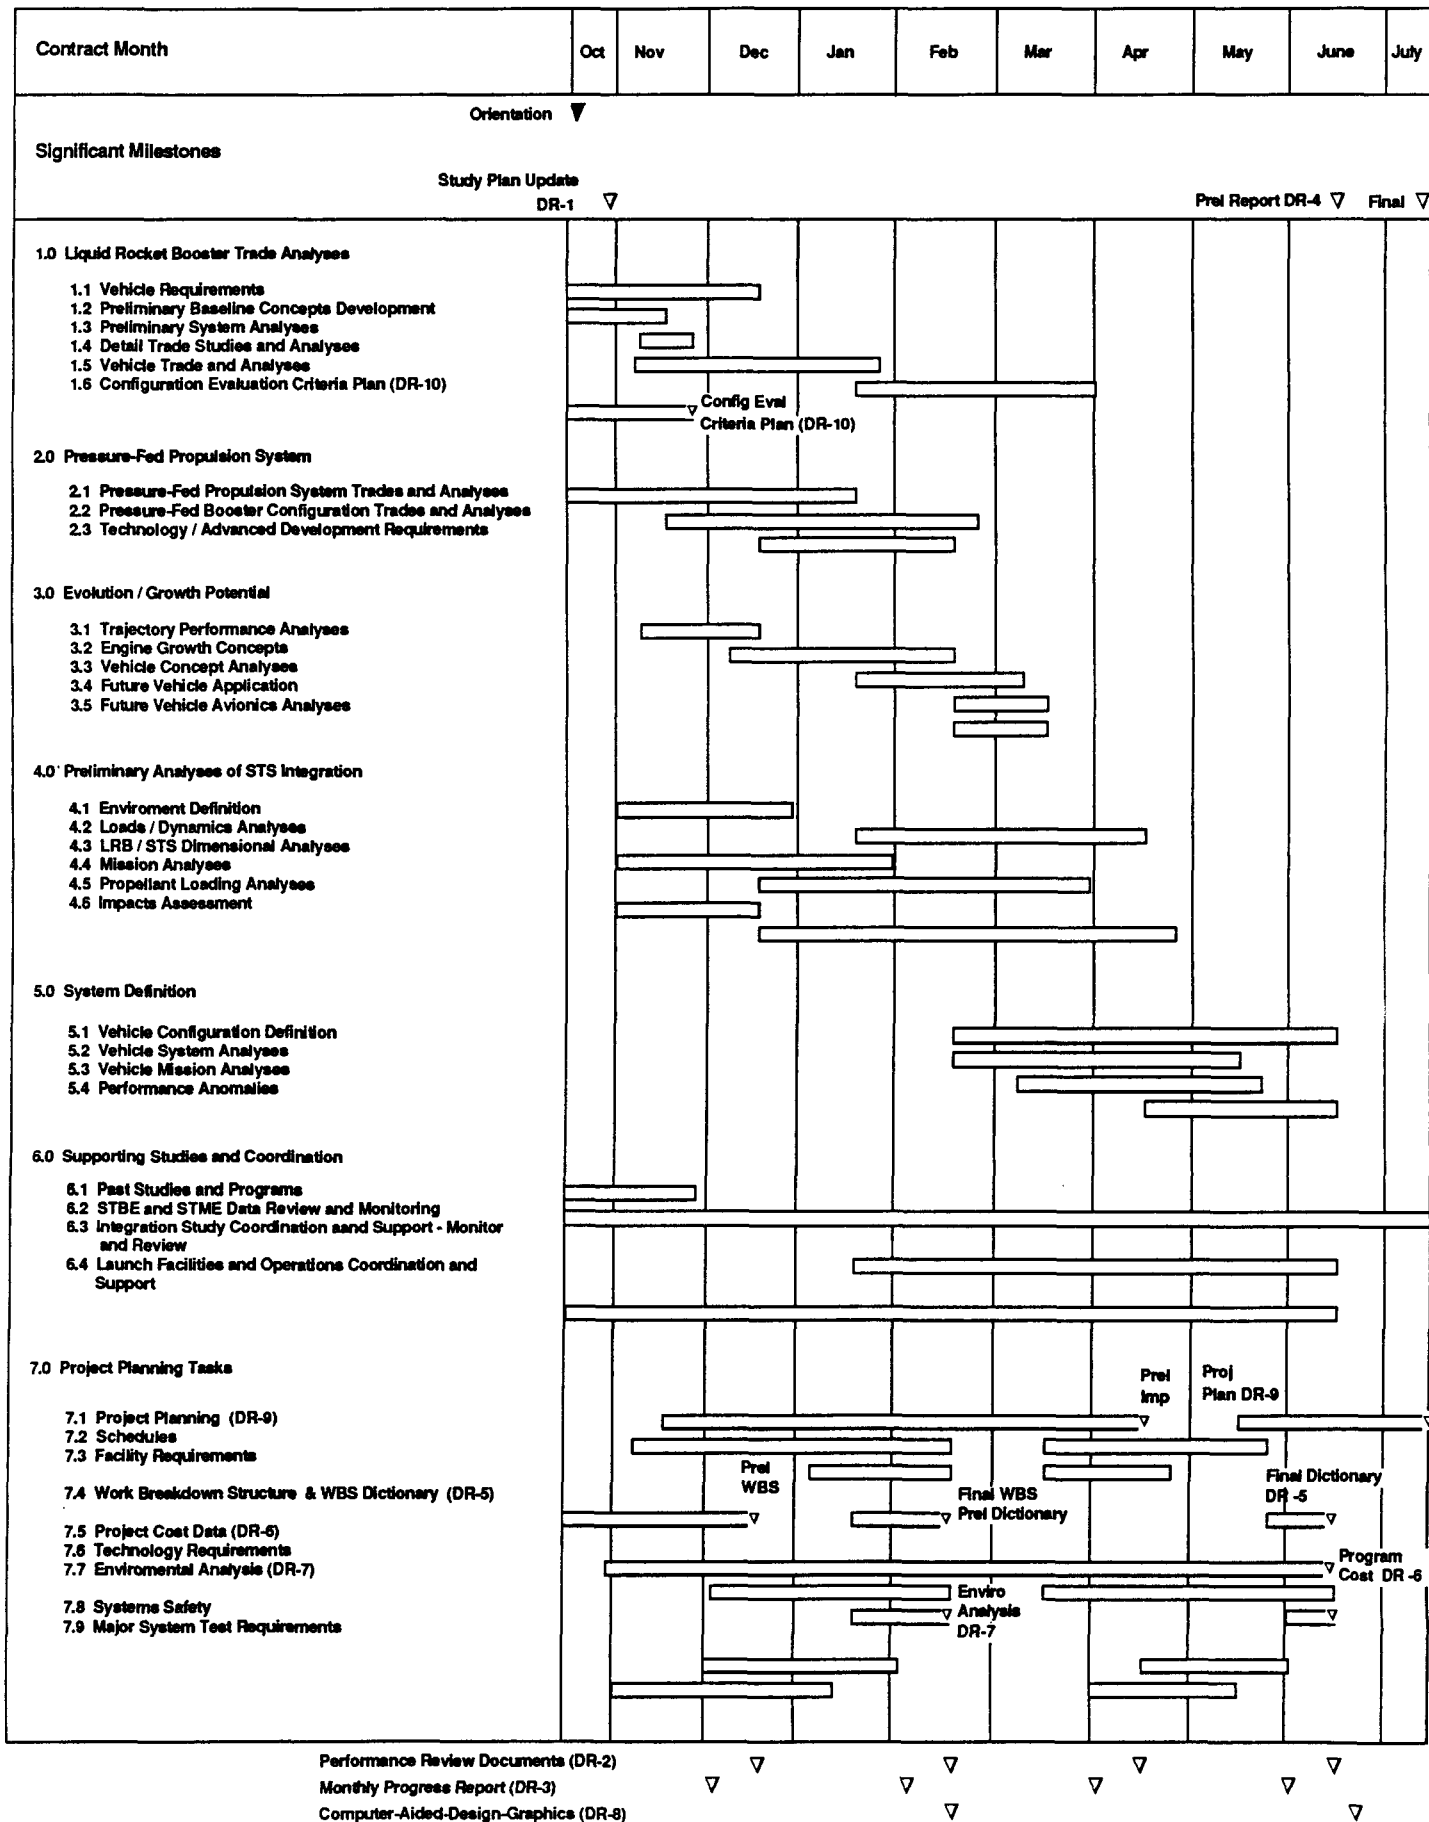 Contract Month
Oct Nov Dec Jan Feb Mar Apr May June July
Orientation
Significant Milestones
Study Plan Update
DR-1
Prel Report DR-4 Final
1.0 Liquid Rocket Booster Trade Analyses
1.1 Vehicle Requirements
1.2 Preliminary Baseline Concepts Development
1.3 Preliminary System Analyses
1.4 Detail Trade Studies and Analyses
1.5 Vehicle Trade and Analyses
1.6 Configuration Evaluation Criteria Plan (DR-10)
Config Eval
Criteria Plan (DR-10)
2.0 Pressure-Fed Propulsion System
2.1 Pressure-Fed Propulsion System Trades and Analyses
2.2 Pressure-Fed Booster Configuration Trades and Analyses
2.3 Technology / Advanced Development Requirements
3.0 Evolution / Growth Potential
3.1 Trajectory Performance Analyses
3.2 Engine Growth Concepts
3.3 Vehicle Concept Analyses
3.4 Future Vehicle Application
3.5 Future Vehicle Avionics Analyses
4.0 Preliminary Analyses of STS Integration
4.1 Enviroment Definition
4.2 Loads / Dynamics Analyses
4.3 LRB / STS Dimensional Analyses
4.4 Mission Analyses
4.5 Propellant Loading Analyses
4.6 Impacts Assessment
5.0 System Definition
5.1 Vehicle Configuration Definition
5.2 Vehicle System Analyses
5.3 Vehicle Mission Analyses
5.4 Performance Anomalies
6.0 Supporting Studies and Coordination
6.1 Past Studies and Programs
6.2 STBE and STME Data Review and Monitoring
6.3 Integration Study Coordination aand Support - Monitor
and Review
6.4 Launch Facilities and Operations Coordination and
Support
7.0 Project Planning Tasks
Prel
Imp
Proj
Plan DR-9
7.1 Project Planning (DR-9)
7.2 Schedules
7.3 Facility Requirements
Prel
WBS
Final Dictionary
DR -5
7.4 Work Breakdown Structure & WBS Dictionary (DR-5)
Final WBS
Prel Dictionary
7.5 Project Cost Data (DR-6)
7.6 Technology Requirements
7.7 Enviromental Analysis (DR-7)
Program
Cost DR -6
Enviro
Analysis
DR-7
7.8 Systems Safety
7.9 Major System Test Requirements
Performance Review Documents (DR-2)
Monthly Progress Report (DR-3)
Computer-Aided-Design-Graphics (DR-8)